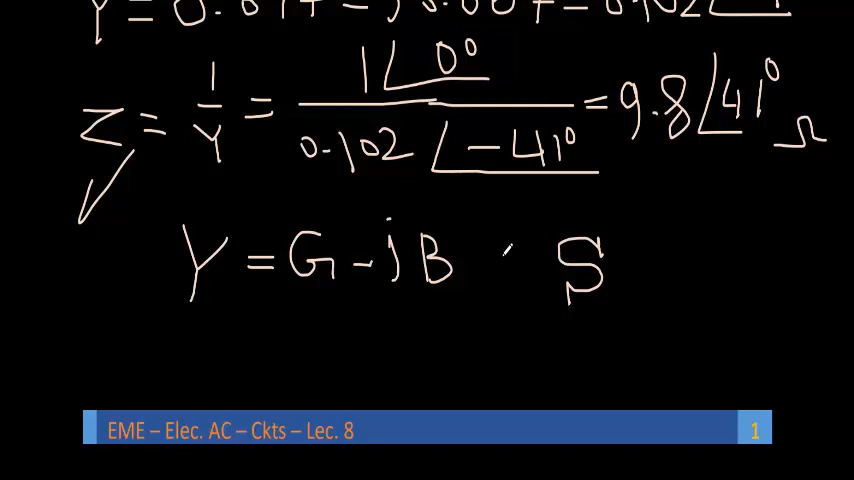 Z = 1/Y = 1∠0° / 0.102∠-41° = 9.8∠41° Ω
Y = G - jB S
EME – Elec. AC – Ckts – Lec. 8
1